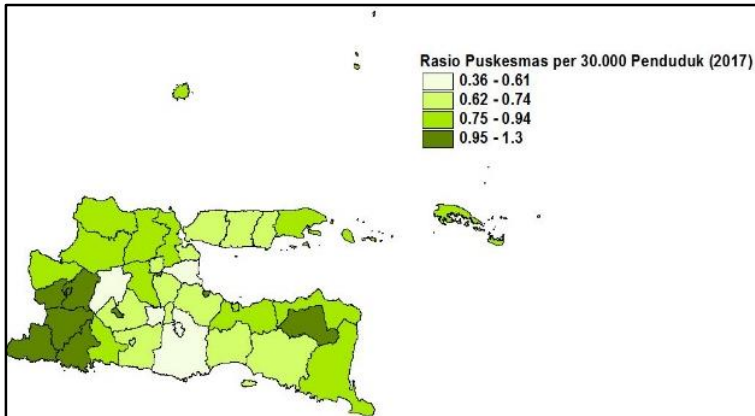 Rasio Puskesmas per 30.000 Penduduk (2017)
0.36 - 0.61
0.62 - 0.74
0.75 - 0.94
0.95 - 1.3